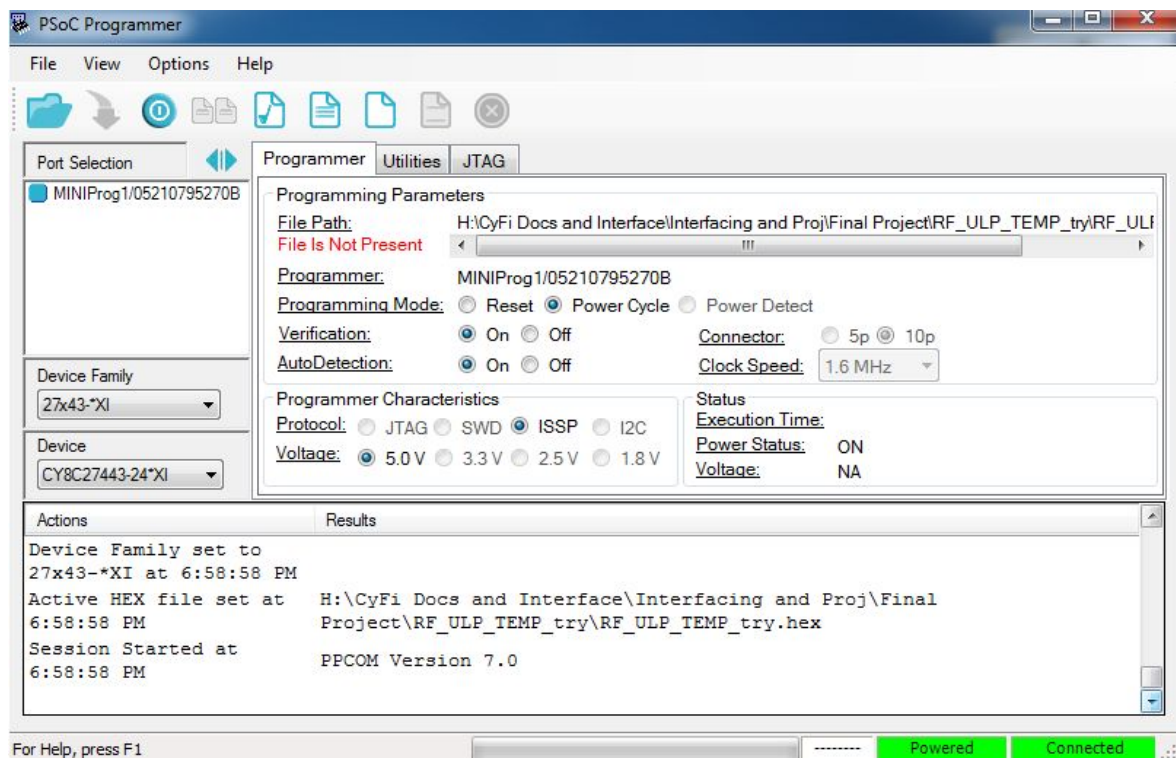 PSoC Programmer
File View Options Help
Port Selection
MINIProg1/05210795270B
Device Family
27x43-*XI
Device
CY8C27443-24*XI
Programmer Utilities JTAG
Programming Parameters
File Path: H:\CyFi Docs and Interface\Interfacing and Proj\Final Project\RF_ULP_TEMP_try\RF_ULF
File Is Not Present
Programmer: MINIProg1/05210795270B
Programming Mode: Reset Power Cycle Power Detect
Verification: On Off Connector: 5p 10p
AutoDetection: On Off Clock Speed: 1.6 MHz
Programmer Characteristics
Protocol: JTAG SWD ISSP I2C
Voltage: 5.0 V 3.3 V 2.5 V 1.8 V
Status
Execution Time:
Power Status: ON
Voltage: NA
Actions Results
Device Family set to
27x43-*XI at 6:58:58 PM
Active HEX file set at H:\CyFi Docs and Interface\Interfacing and Proj\Final
6:58:58 PM Project\RF_ULP_TEMP_try\RF_ULP_TEMP_try.hex
Session Started at
6:58:58 PM PPCOM Version 7.0
For Help, press F1 -------- Powered Connected